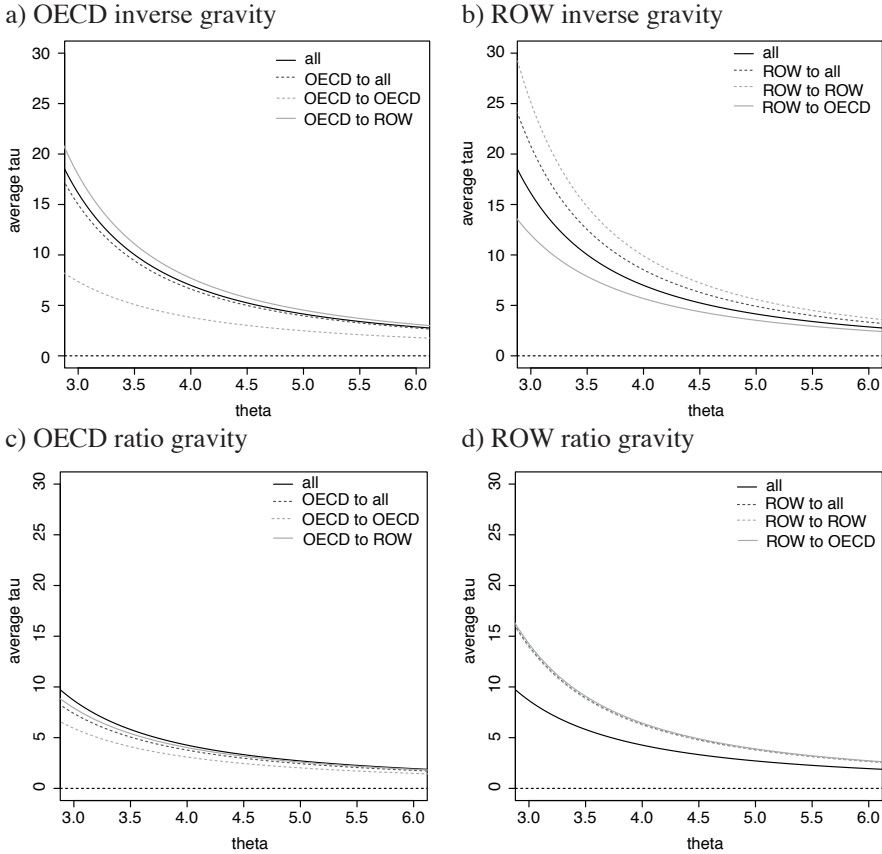 a) OECD inverse gravity
30
25
20
15
10
5
0
average tau
all
OECD to all
OECD to OECD
OECD to ROW
3.0 3.5 4.0 4.5 5.0 5.5 6.0
theta
b) ROW inverse gravity
30
25
20
15
10
5
0
average tau
all
ROW to all
ROW to ROW
ROW to OECD
3.0 3.5 4.0 4.5 5.0 5.5 6.0
theta
c) OECD ratio gravity
30
25
20
15
10
5
0
average tau
all
OECD to all
OECD to OECD
OECD to ROW
3.0 3.5 4.0 4.5 5.0 5.5 6.0
theta
d) ROW ratio gravity
30
25
20
15
10
5
0
average tau
all
ROW to all
ROW to ROW
ROW to OECD
3.0 3.5 4.0 4.5 5.0 5.5 6.0
theta